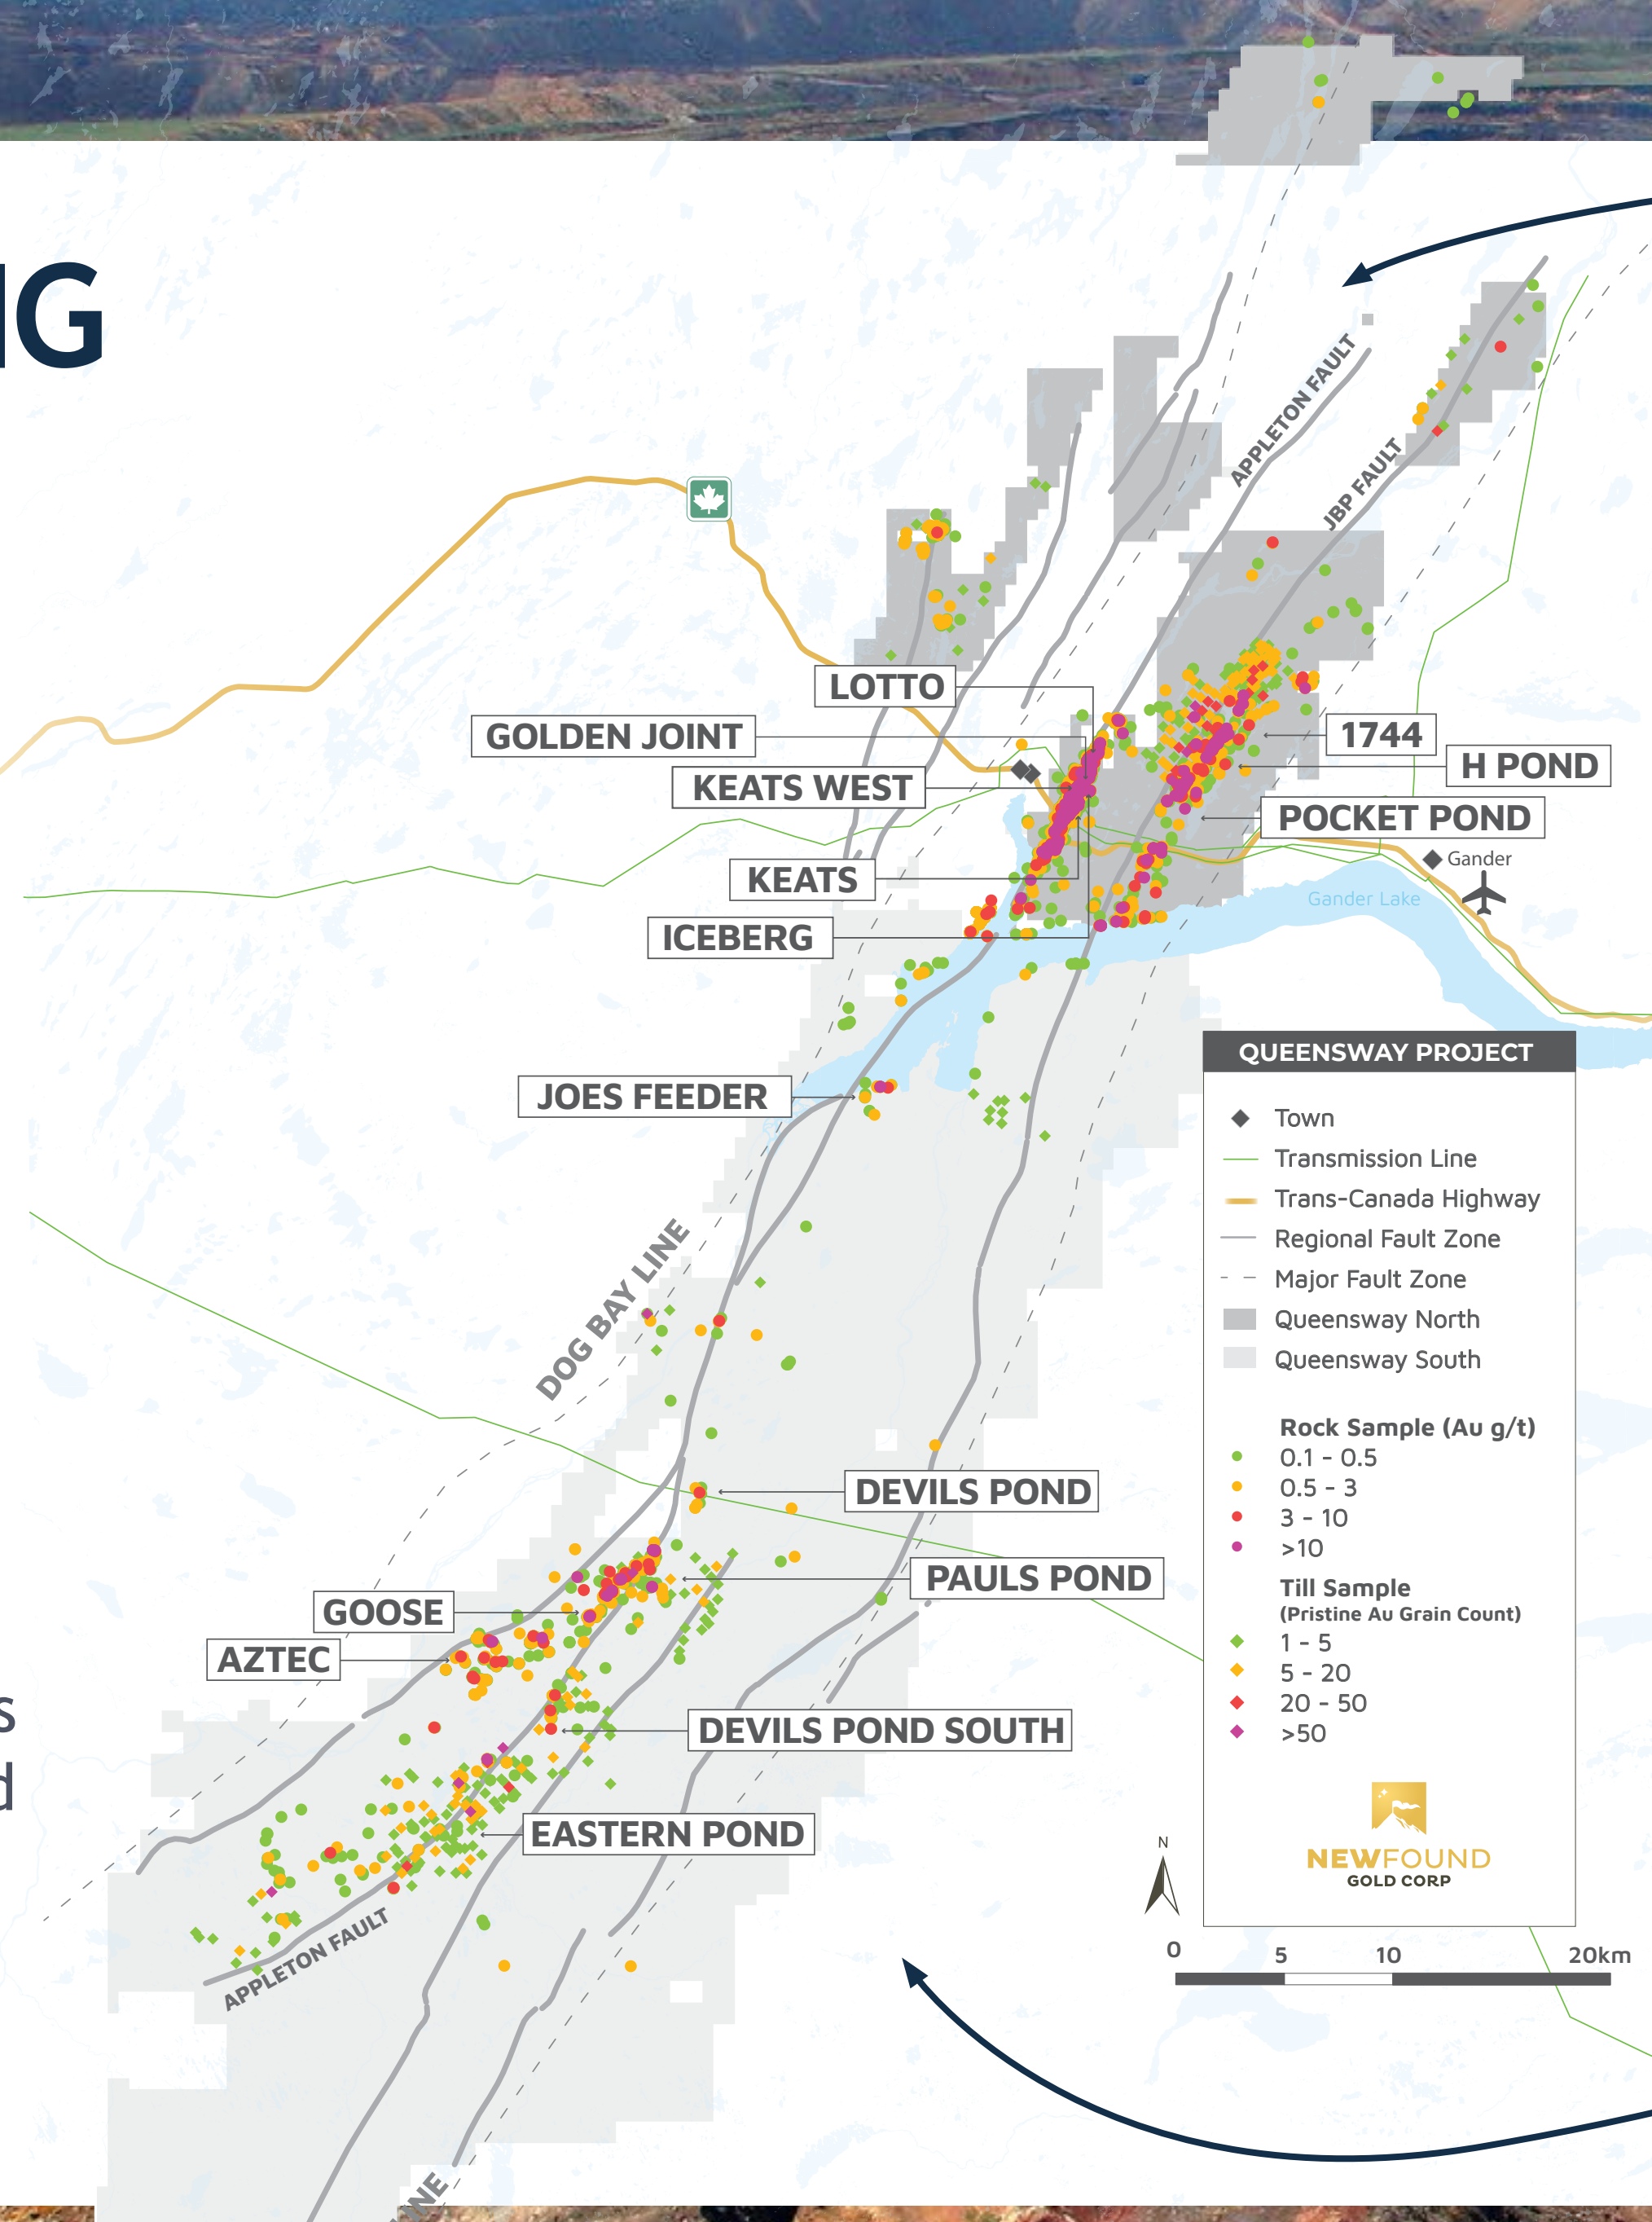 APPLETON FAULT
JBP FAULT
LOTTO
GOLDEN JOINT
1744
KEATS WEST
H POND
POCKET POND
Gander
KEATS
Gander Lake
ICEBERG
JOES FEEDER
DOG BAY LINE
DEVILS POND
PAULS POND
GOOSE
AZTEC
DEVILS POND SOUTH
EASTERN POND
APPLETON FAULT
QUEENSWAY PROJECT
Town
Transmission Line
Trans-Canada Highway
Regional Fault Zone
Major Fault Zone
Queensway North
Queensway South
Rock Sample (Au g/t)
0.1 - 0.5
0.5 - 3
3 - 10
>10
Till Sample
(Pristine Au Grain Count)
1 - 5
5 - 20
20 - 50
>50
NEWFOUND
GOLD CORP
N
0 5 10 20km